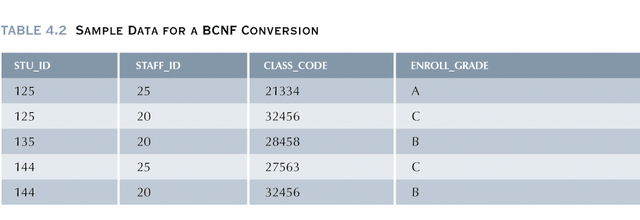 TABLE 4.2 SAMPLE DATA FOR A BCNF CONVERSION
STU_ID STAFF_ID CLASS_CODE ENROLL_GRADE
125 25 21334 A
125 20 32456 C
135 20 28458 B
144 25 27563 C
144 20 32456 B